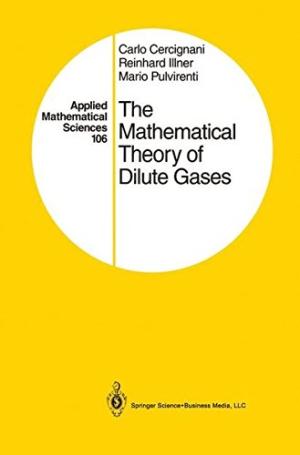 Carlo Cercignani
Reinhard Illner
Mario Pulvirenti
Applied
Mathematical
Sciences
106
The
Mathematical
Theory of
Dilute Gases
Springer Science+Business Media, LLC